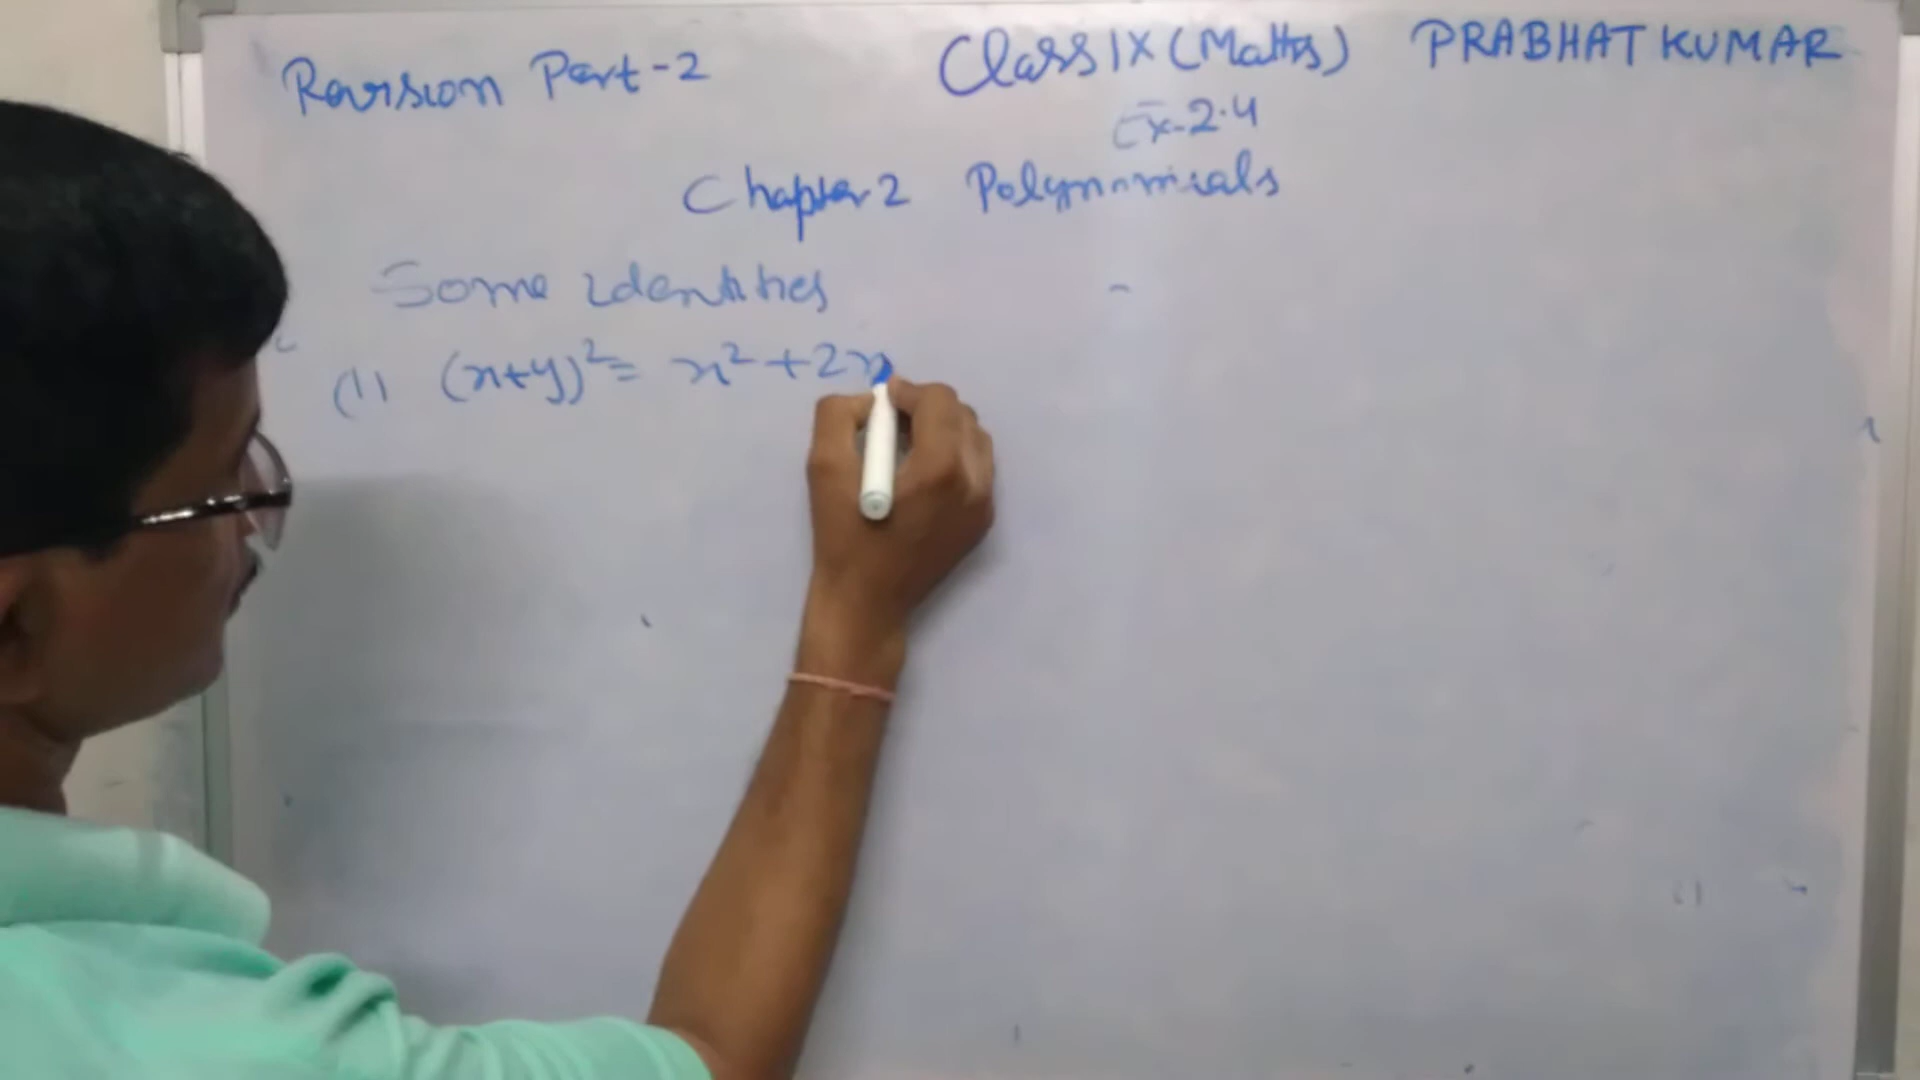 Revision Part-2 Class IX (Maths) PRABHAT KUMAR
Ex-2.4
Chapter 2 Polynomials
Some identities
(1) (x+y)²= x²+2x